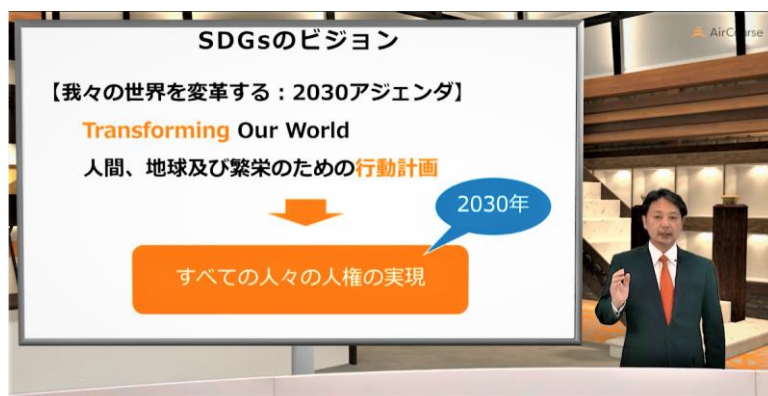 SDGsのビジョン
AirCourse
【我々の世界を変革する：2030アジェンダ】
Transforming Our World
人間、地球及び繁栄のための行動計画
2030年
すべての人々の人権の実現